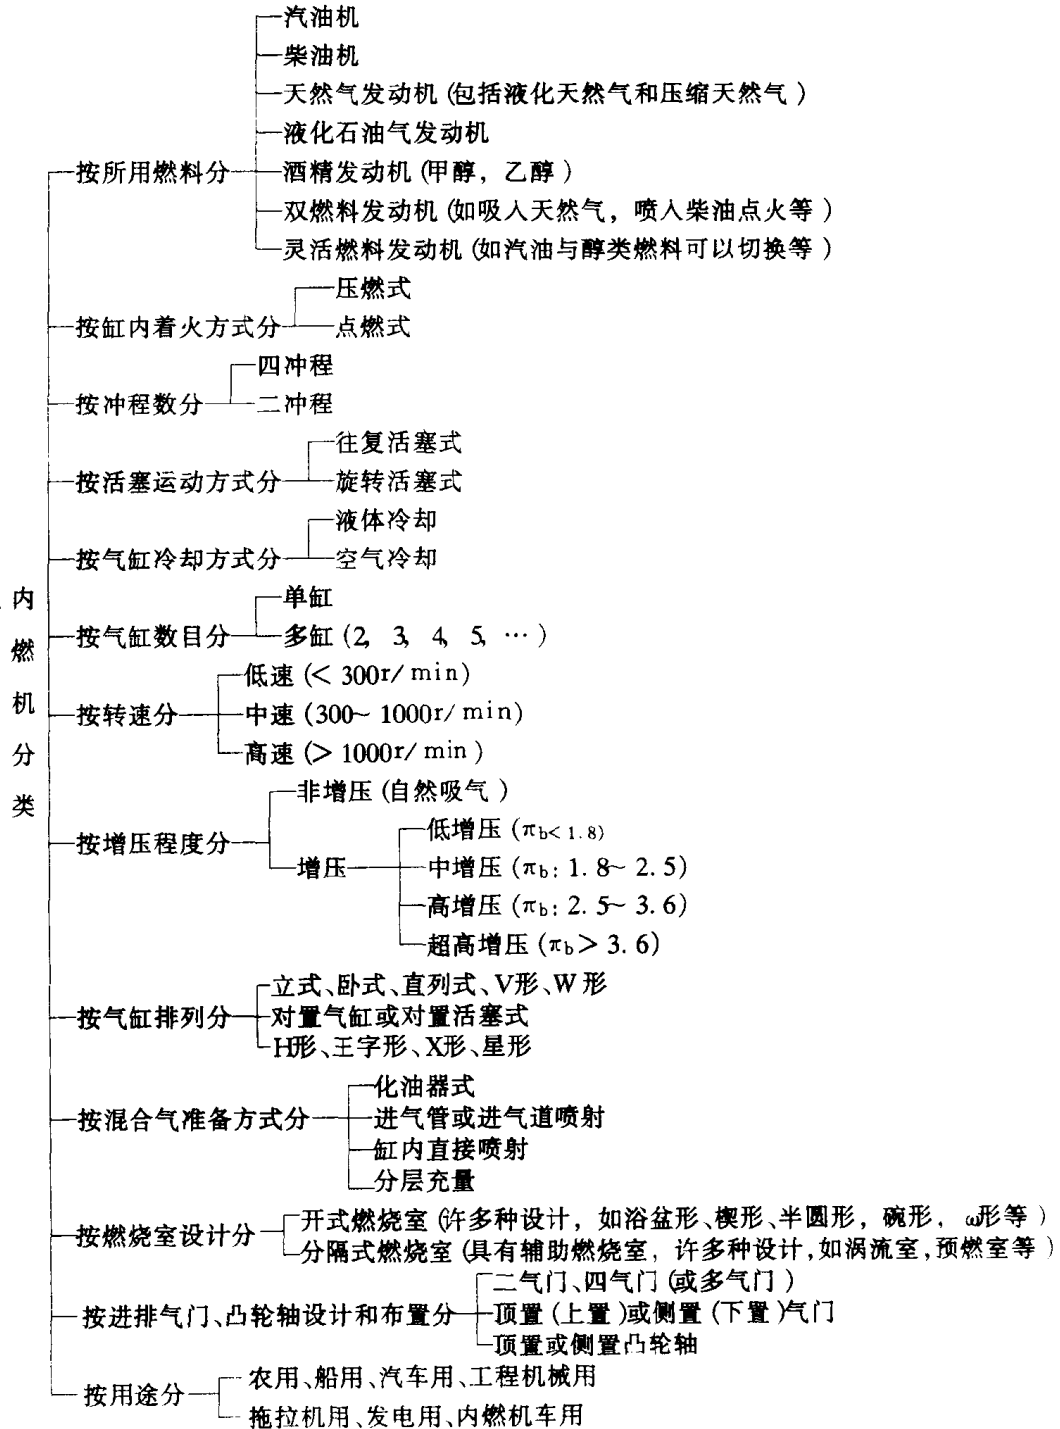 内燃机分类
按所用燃料分
汽油机
柴油机
天然气发动机(包括液化天然气和压缩天然气)
液化石油气发动机
酒精发动机(甲醇，乙醇)
双燃料发动机(如吸入天然气，喷入柴油点火等)
灵活燃料发动机(如汽油与醇类燃料可以切换等)
按缸内着火方式分
压燃式
点燃式
按冲程数分
四冲程
二冲程
按活塞运动方式分
往复活塞式
旋转活塞式
按气缸冷却方式分
液体冷却
空气冷却
按气缸数目分
单缸
多缸(2, 3, 4, 5, …)
按转速分
低速(< 300r/min)
中速(300~1000r/min)
高速(> 1000r/min)
按增压程度分
非增压(自然吸气)
增压
低增压(πb< 1.8)
中增压(πb: 1.8~2.5)
高增压(πb: 2.5~3.6)
超高增压(πb> 3.6)
按气缸排列分
立式、卧式、直列式、V形、W形
对置气缸或对置活塞式
H形、王字形、X形、星形
按混合气准备方式分
化油器式
进气管或进气道喷射
缸内直接喷射
分层充量
按燃烧室设计分
开式燃烧室(许多种设计，如浴盆形、楔形、半圆形，碗形，ω形等)
分隔式燃烧室(具有辅助燃烧室，许多种设计,如涡流室,预燃室等)
按进排气门、凸轮轴设计和布置分
二气门、四气门(或多气门)
顶置(上置)或侧置(下置)气门
顶置或侧置凸轮轴
按用途分
农用、船用、汽车用、工程机械用
拖拉机用、发电用、内燃机车用